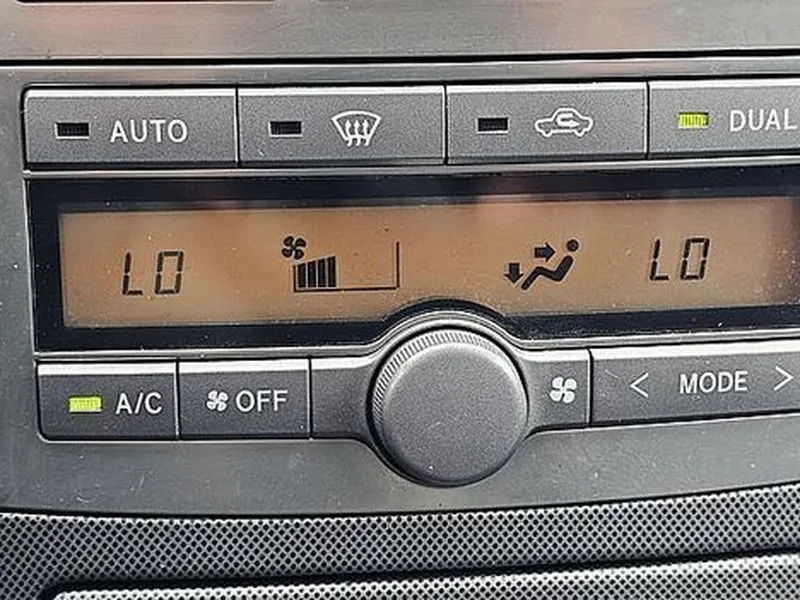 AUTO DUAL
LO LO
A/C OFF < MODE >